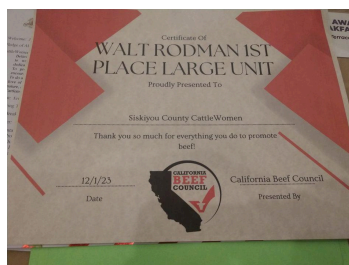 Certificate Of
WALT RODMAN 1ST
PLACE LARGE UNIT
Proudly Presented To
Siskiyou County CattleWomen
Thank you so much for everything you do to promote
beef!
12/1/23
Date
CALIFORNIA
BEEF
COUNCIL
California Beef Council
Presented By